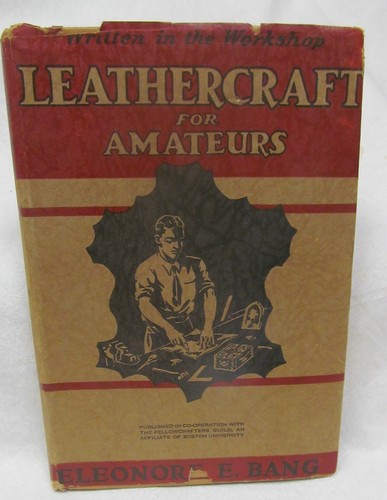 Written in the Workshop
LEATHERCRAFT
FOR
AMATEURS
PUBLISHED IN CO-OPERATION WITH
THE FELLOWCRAFTERS' GUILD, AN
AFFILIATE OF BOSTON UNIVERSITY
ELEONORE E. BANG